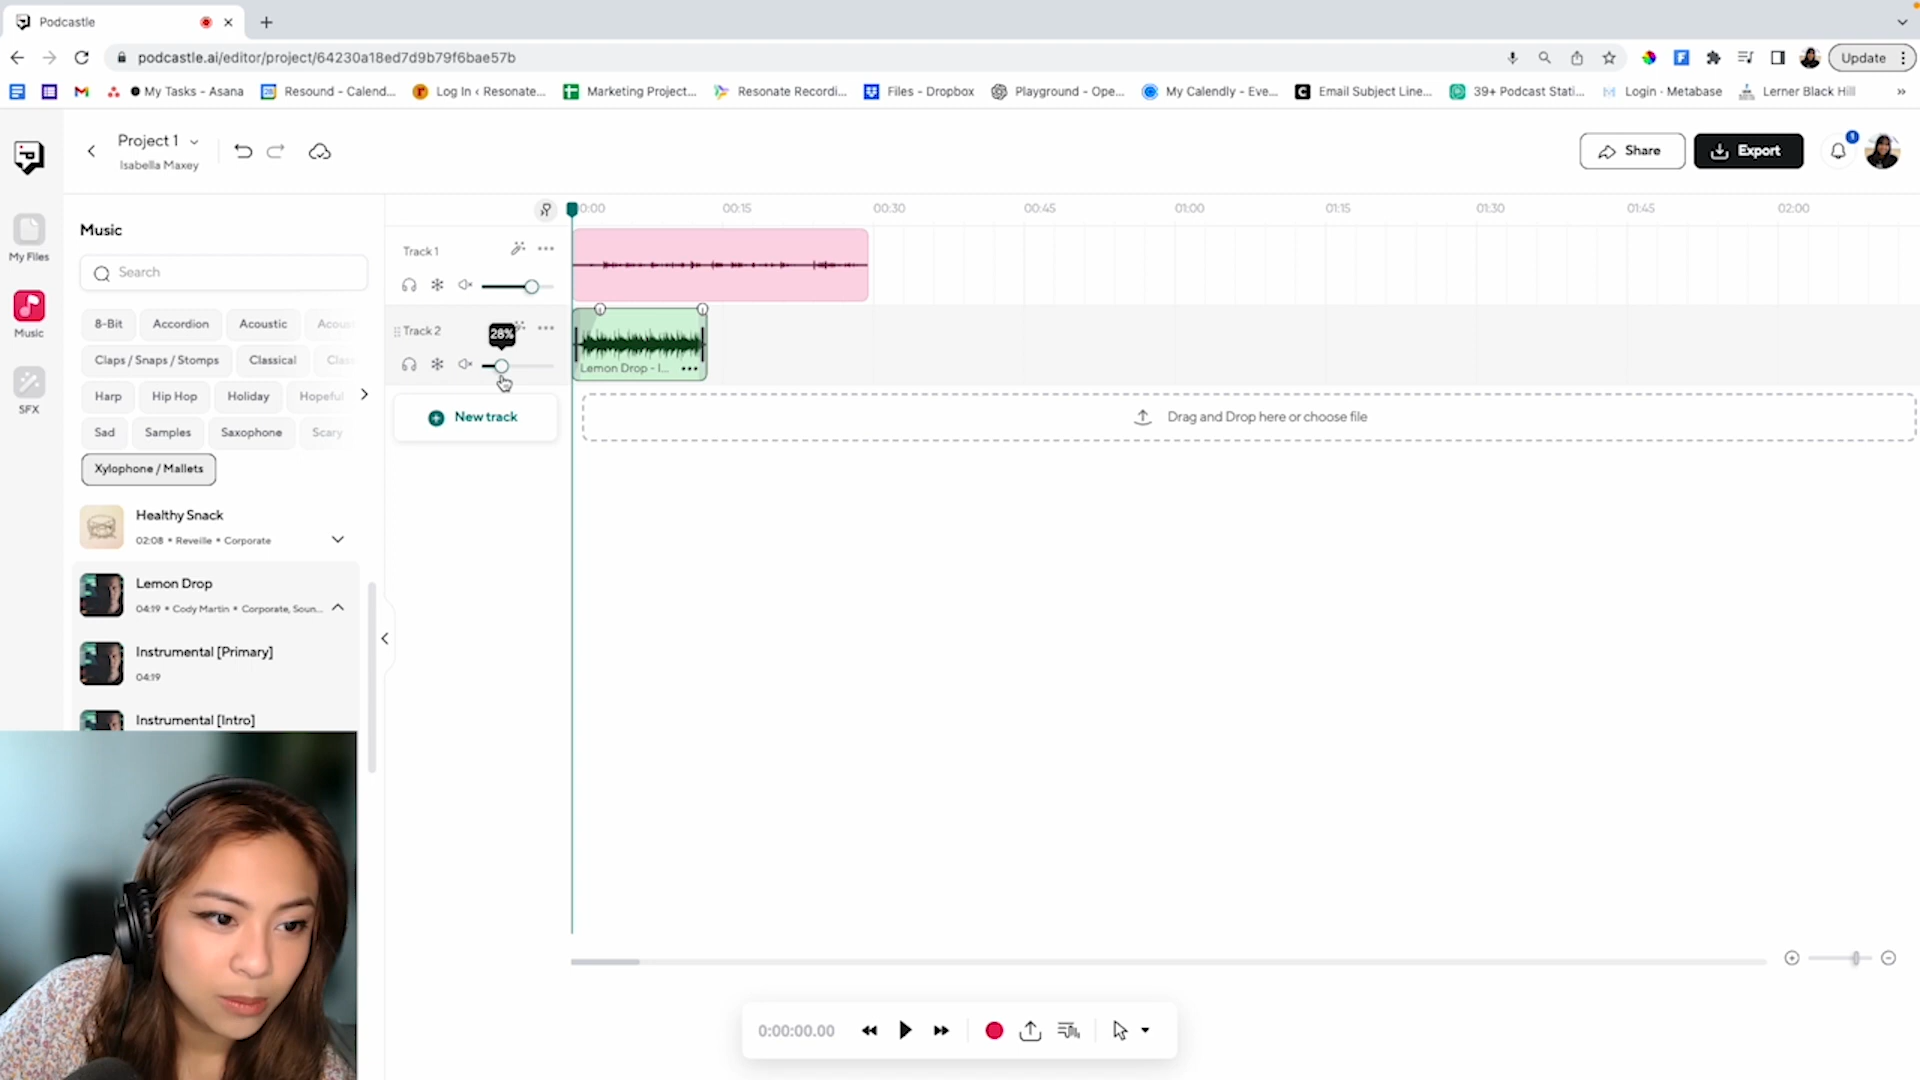 Podcastle
podcastle.ai/editor/project/64230a18ed7d9b79f6bae57b
Update
My Tasks - Asana
Resound - Calend...
Log In ‹ Resonate...
Marketing Project...
Resonate Recordi...
Files - Dropbox
Playground - Ope...
My Calendly - Eve...
Email Subject Line...
39+ Podcast Stati...
Login · Metabase
Lerner Black Hill
»
Project 1
Isabella Maxey
Share
Export
1
My Files
Music
SFX
Music
Search
8-Bit
Accordion
Acoustic
Claps / Snaps / Stomps
Classical
Harp
Hip Hop
Holiday
Hopeful
Sad
Samples
Saxophone
Scary
Xylophone / Mallets
Healthy Snack
02:08 • Reveille • Corporate
Lemon Drop
04:19 • Cody Martin • Corporate, Soun...
Instrumental [Primary]
04:19
Instrumental [Intro]
0:00
00:15
00:30
00:45
01:00
01:15
01:30
01:45
02:00
Track 1
Track 2
28%
Lemon Drop - I...
New track
Drag and Drop here or choose file
0:00:00.00